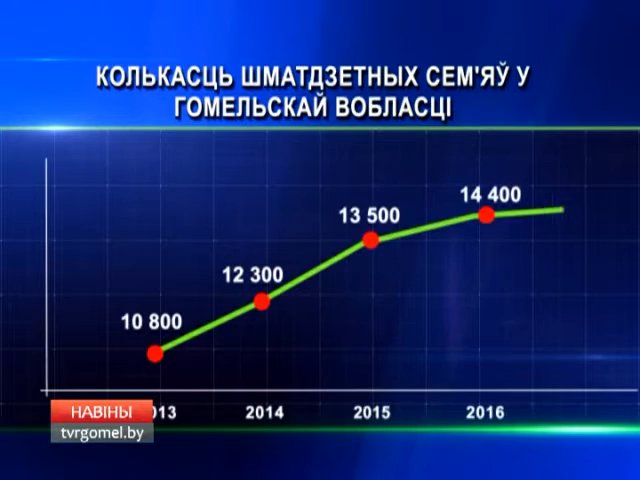 КОЛЬКАСЦЬ ШМАТДЗЕТНЫХ СЕМ'ЯЎ У
ГОМЕЛЬСКАЙ ВОБЛАСЦІ
14 400
13 500
12 300
10 800
013 2014 2015 2016
НАВІНЫ
tvrgomel.by